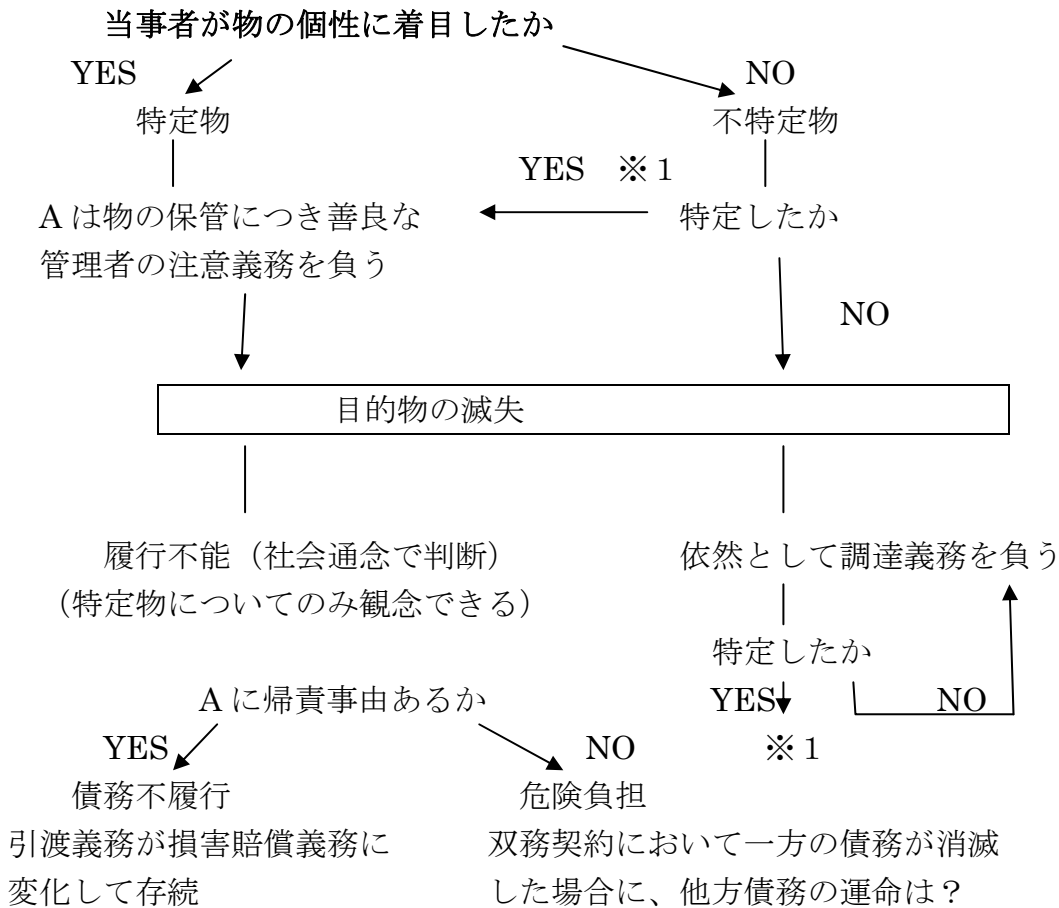 当事者が物の個性に着目したか
YES NO
特定物 不特定物
YES ※1
Aは物の保管につき善良な 特定したか
管理者の注意義務を負う
NO
目的物の滅失
履行不能（社会通念で判断） 依然として調達義務を負う
（特定物についてのみ観念できる）
特定したか
Aに帰責事由あるか YES NO
YES NO ※1
債務不履行 危険負担
引渡義務が損害賠償義務に 双務契約において一方の債務が消滅
変化して存続 した場合に、他方債務の運命は？